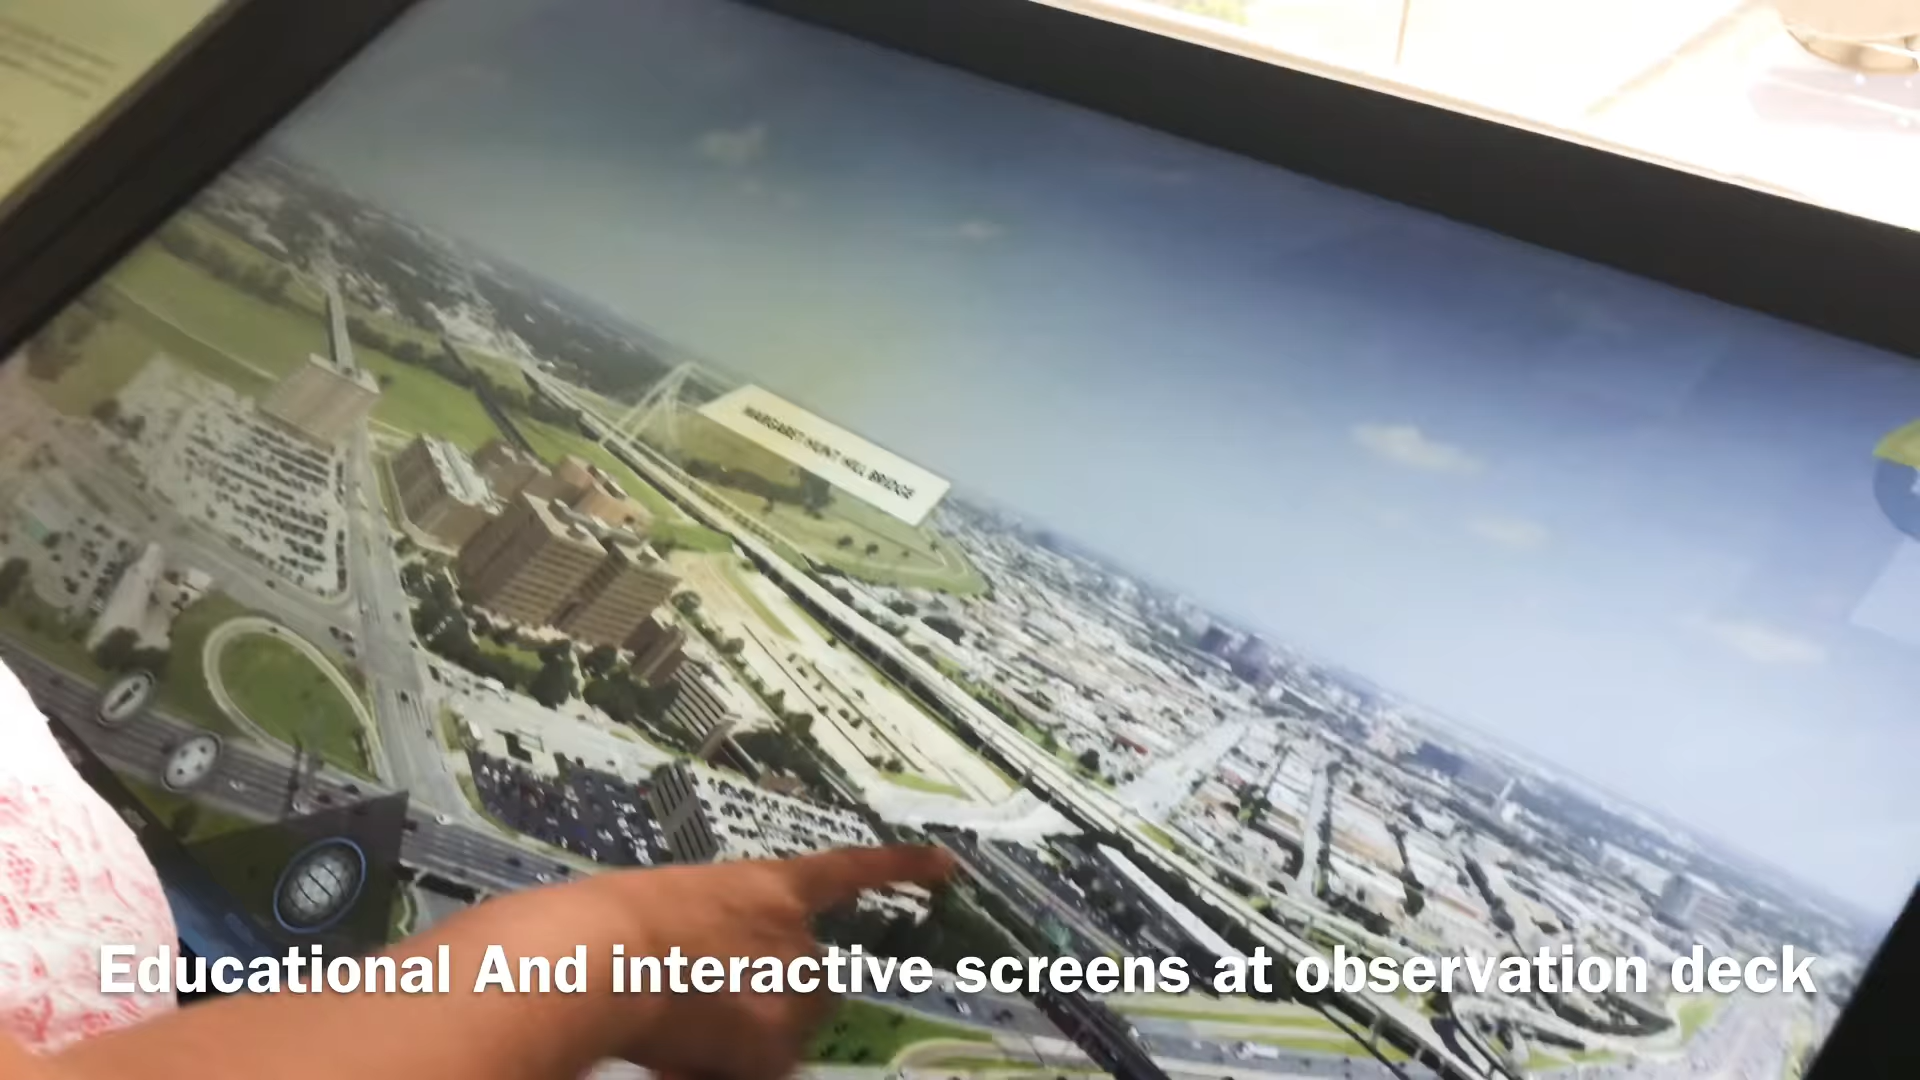 MARGARET HUNT HILL BRIDGE
Educational And interactive screens at observation deck